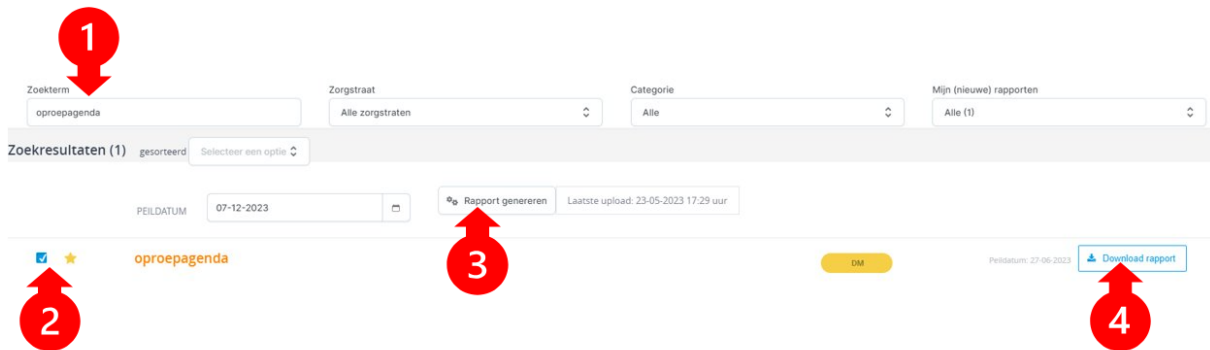 1
Zoekterm Zorgstraat Categorie Mijn (nieuwe) rapporten
oproepagenda Alle zorgstraten Alle Alle (1)
Zoekresultaten (1) gesorteerd Selecteer een optie
PEILDATUM 07-12-2023 Rapport genereren Laatste upload: 23-05-2023 17:29 uur
oproepagenda DM Peildatum: 27-06-2023 Download rapport
3
2
4